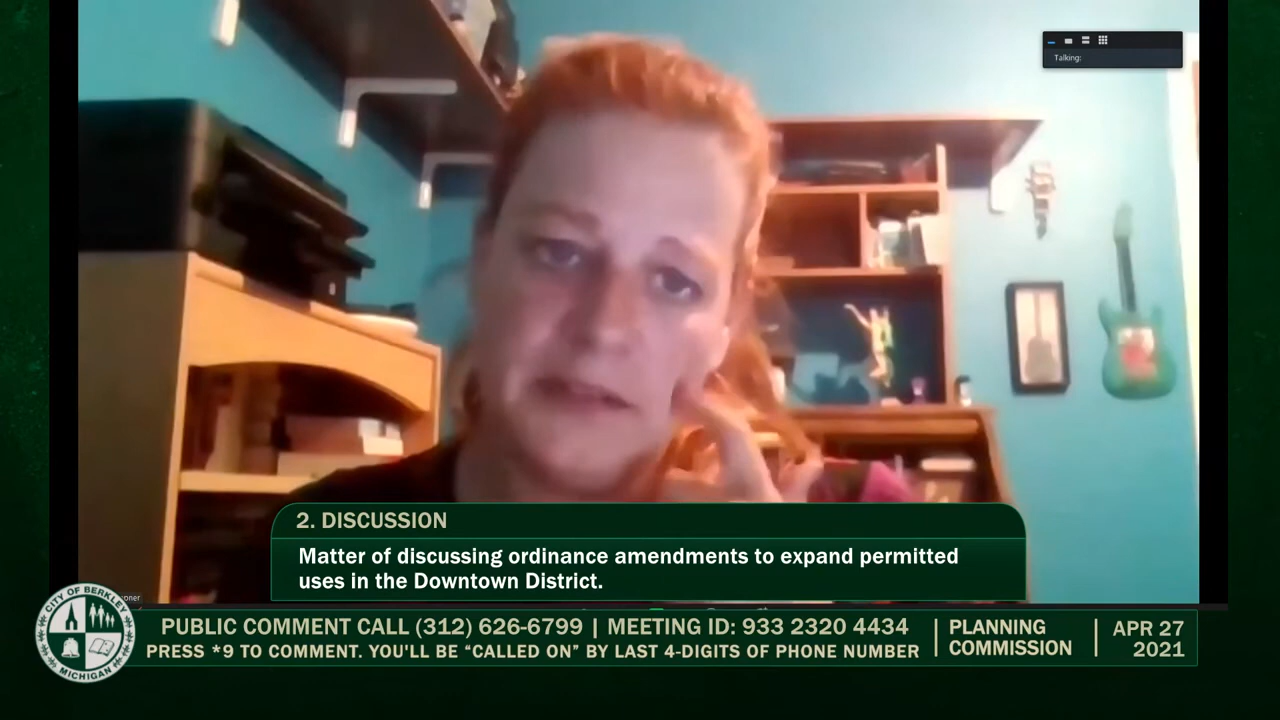 Talking:
2. DISCUSSION
Matter of discussing ordinance amendments to expand permitted
uses in the Downtown District.
CITY OF BERKLEY
MICHIGAN
PUBLIC COMMENT CALL (312) 626-6799 | MEETING ID: 933 2320 4434
PRESS *9 TO COMMENT. YOU'LL BE “CALLED ON” BY LAST 4-DIGITS OF PHONE NUMBER
PLANNING
COMMISSION
APR 27
2021